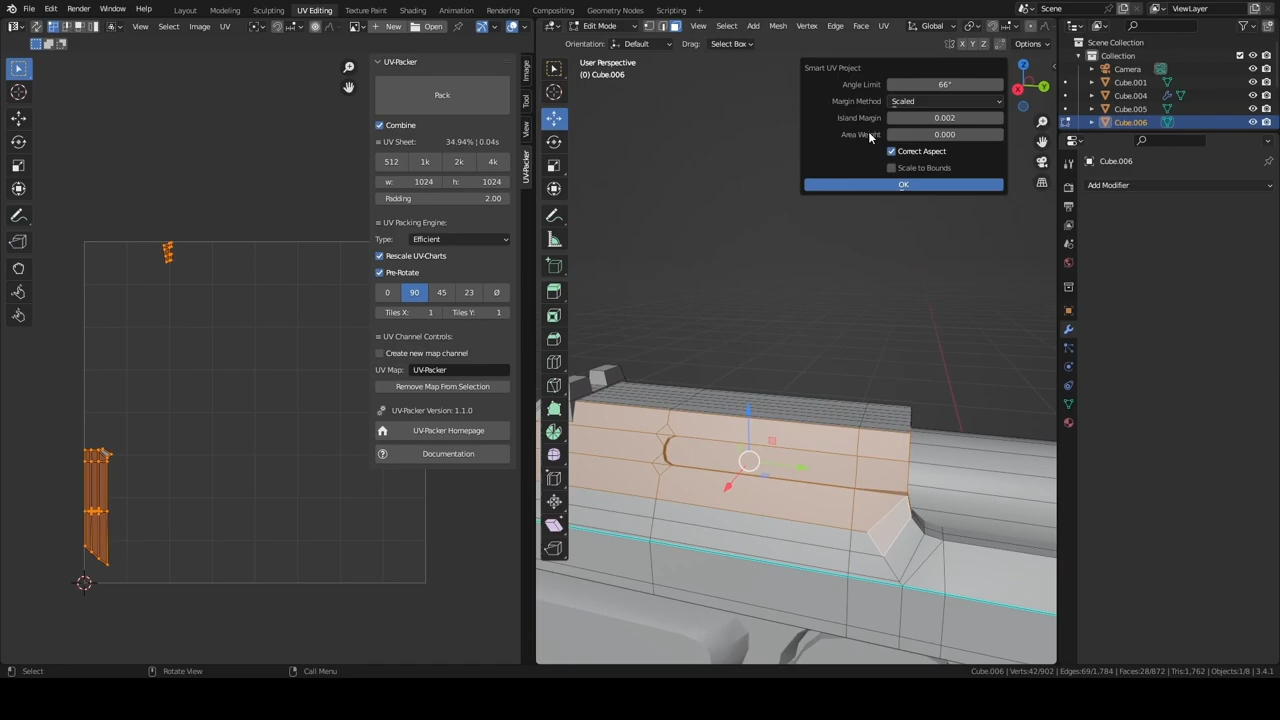 File Edit Render Window Help Layout Modeling Sculpting UV Editing Texture Paint Shading Animation Rendering Compositing Geometry Nodes Scripting Scene ViewLayer
View Select Image UV New Open Edit Mode View Select Add Mesh Vertex Edge Face UV Global
Orientation: Default Drag: Select Box X Y Z Options
UV-Packer
Pack
Combine
UV Sheet: 34.94% | 0.04s
512 1k 2k 4k
w: 1024 h: 1024
Padding 2.00
UV Packing Engine:
Type: Efficient
Rescale UV-Charts
Pre-Rotate
0 90 45 23 Ø
Tiles X: 1 Tiles Y: 1
UV Channel Controls:
Create new map channel
UV Map: UV-Packer
Remove Map From Selection
UV-Packer Version: 1.1.0
UV-Packer Homepage
Documentation
Image
Tool
View
UV-Packer
User Perspective
(0) Cube.006
Smart UV Project
Angle Limit 66°
Margin Method Scaled
Island Margin 0.002
Area Weight 0.000
Correct Aspect
Scale to Bounds
OK
X Y Z
Scene Collection
Collection
Camera
Cube.001
Cube.004
Cube.005
Cube.006
Cube.006
Add Modifier
Select Rotate View Call Menu Cube.006 | Verts:42/902 | Edges:69/1,784 | Faces:28/872 | Tris:1,762 | Objects:1/8 | 3.4.1